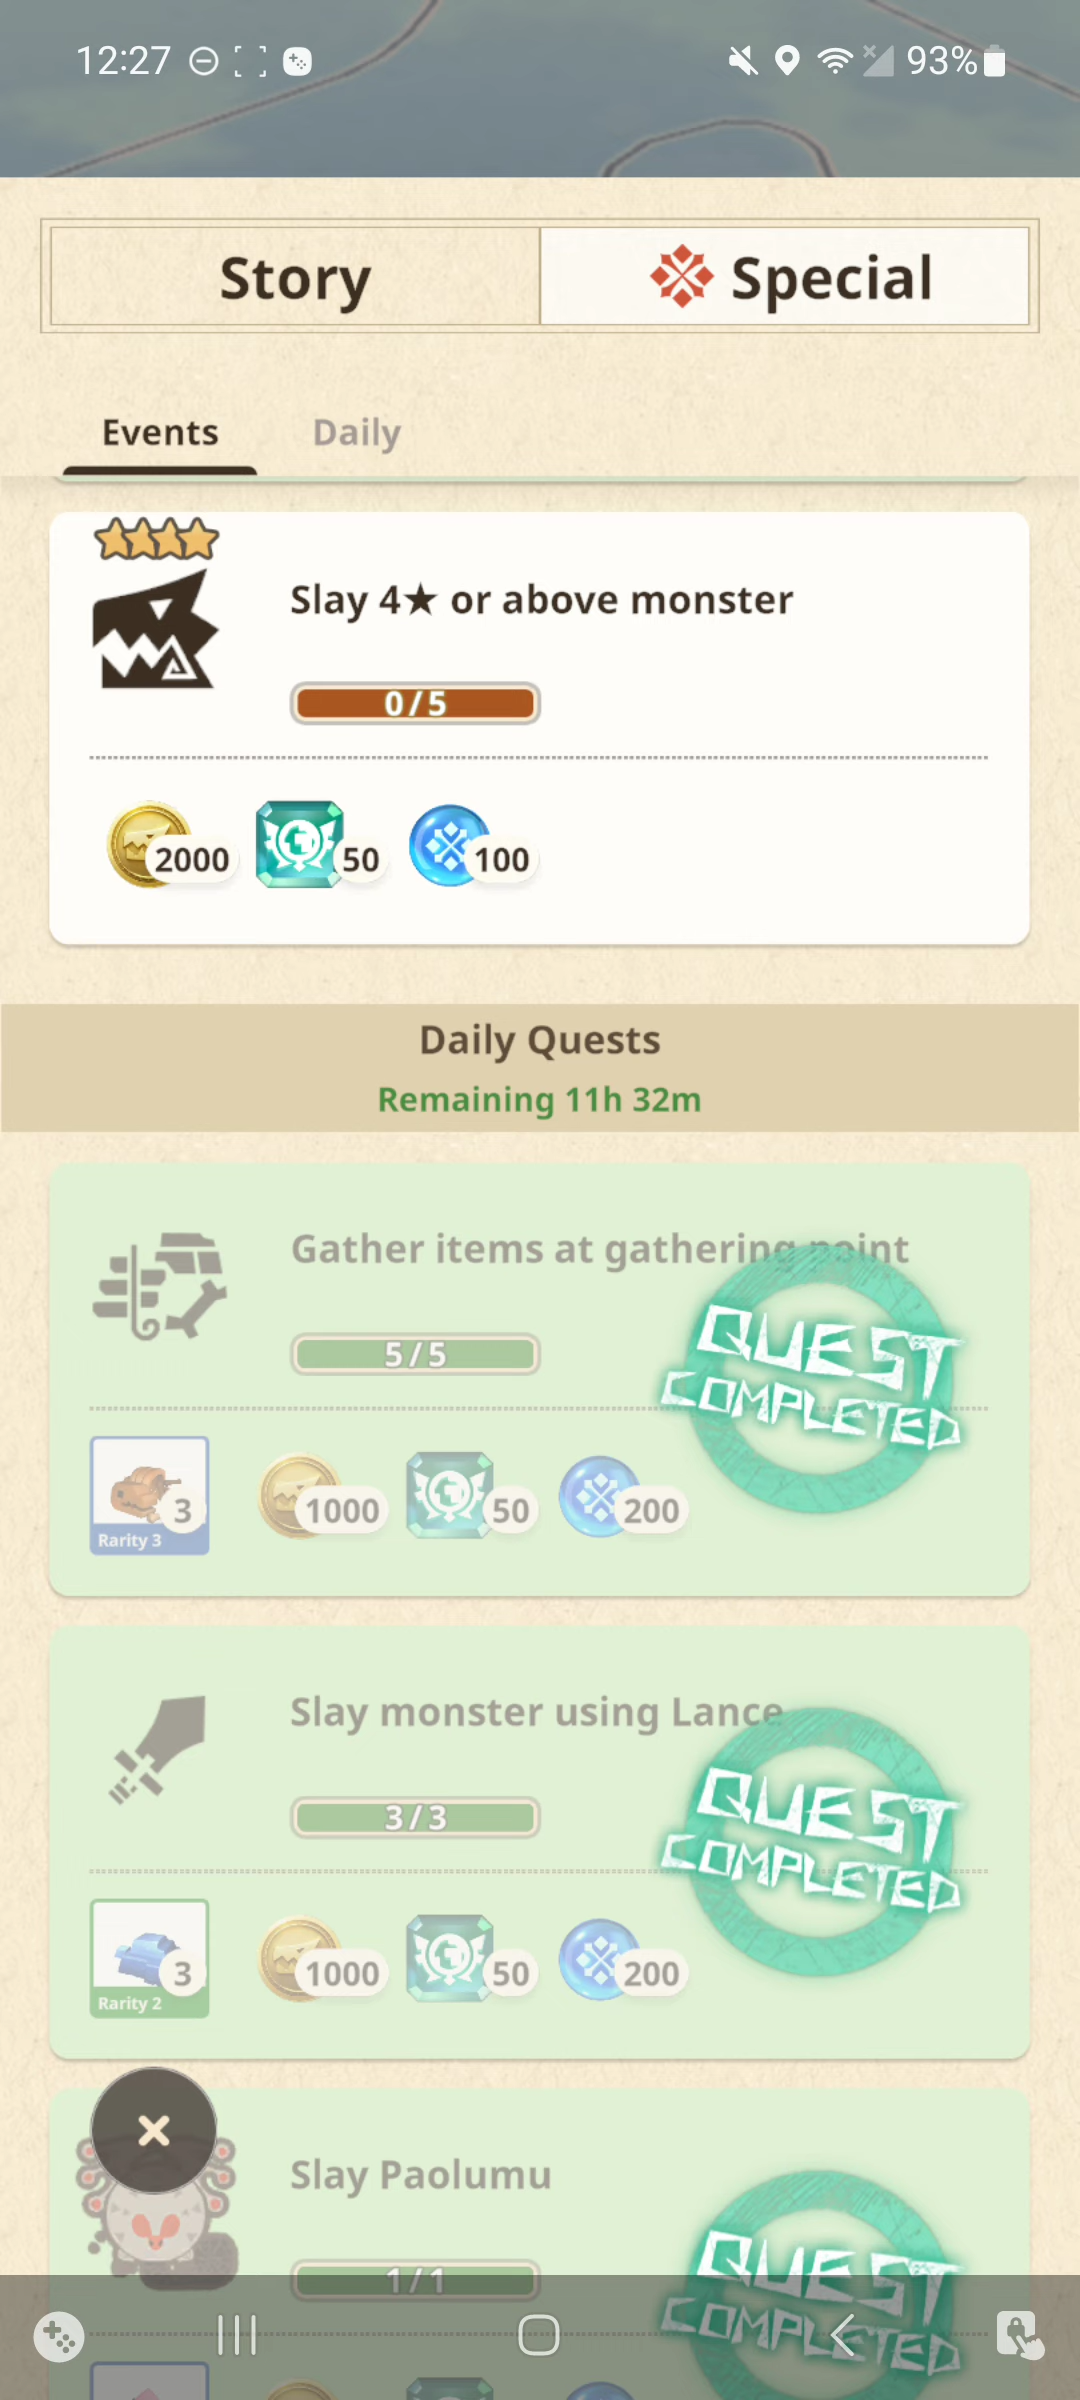 12:27
93%
Story
Special
Events
Daily
Slay 4★ or above monster
0/5
2000
50
100
Daily Quests
Remaining 11h 32m
Gather items at gathering point
5/5
QUEST
COMPLETED
3
Rarity 3
1000
50
200
Slay monster using Lance
3/3
QUEST
COMPLETED
3
Rarity 2
1000
50
200
Slay Paolumu
1/1
QUEST
COMPLETED